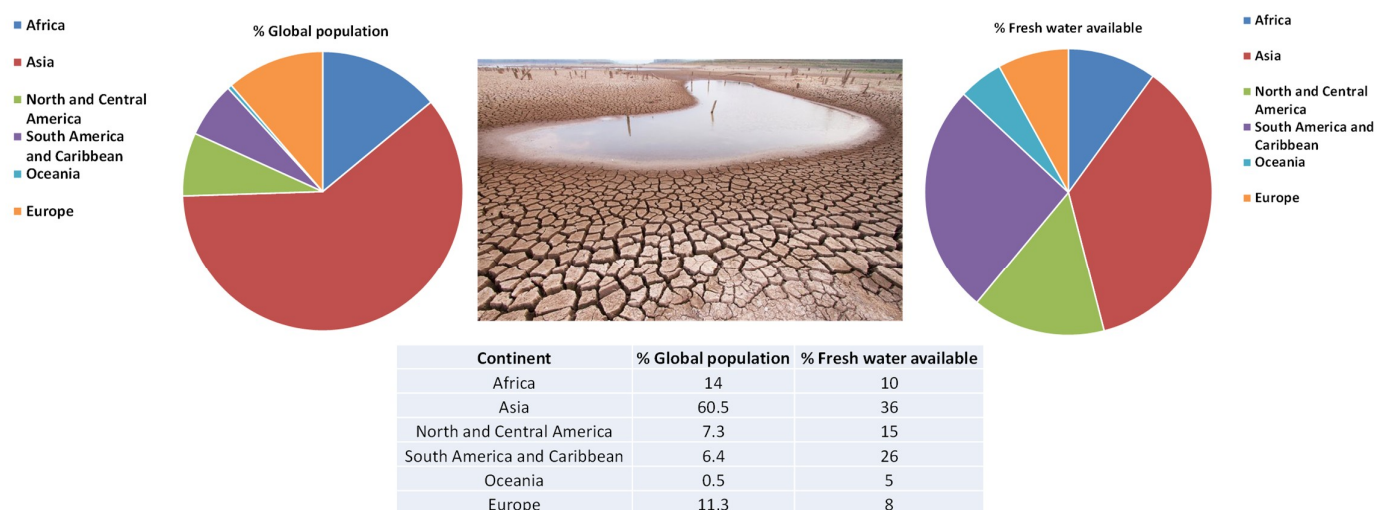 % Global population
Africa
Asia
North and Central
America
South America
and Caribbean
Oceania
Europe
% Fresh water available
Africa
Asia
North and Central
America
South America and
Caribbean
Oceania
Europe
Continent % Global population % Fresh water available
Africa 14 10
Asia 60.5 36
North and Central America 7.3 15
South America and Caribbean 6.4 26
Oceania 0.5 5
Europe 11.3 8